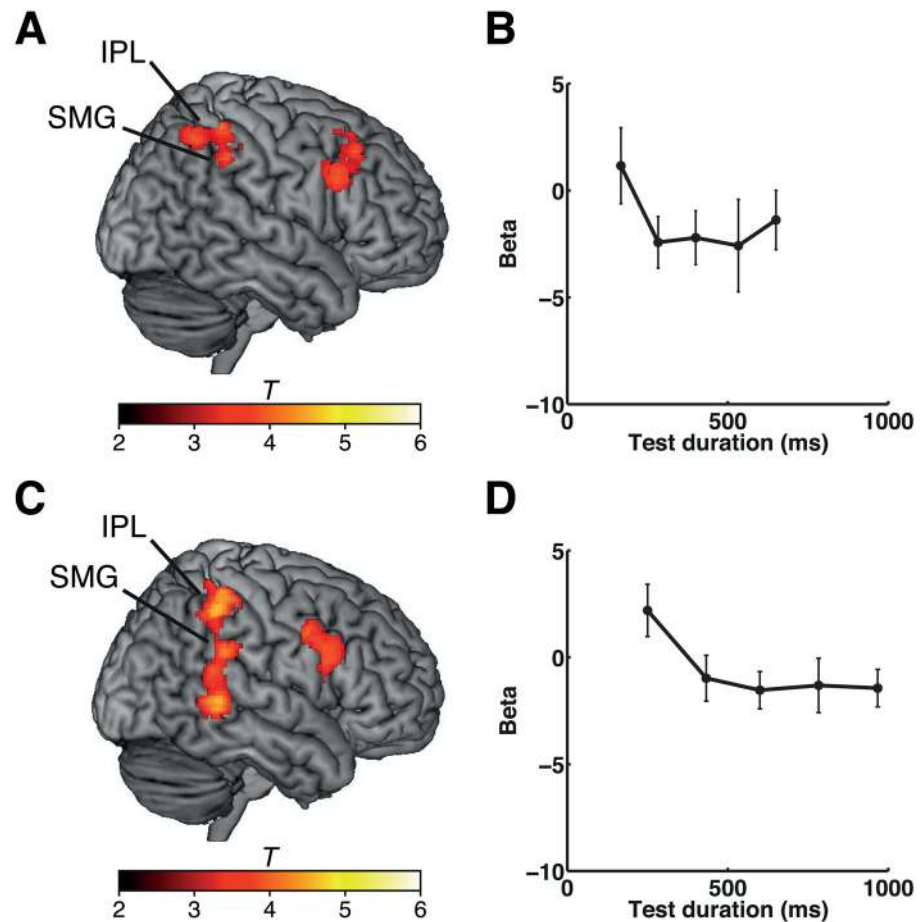 A
IPL
SMG
T
2 3 4 5 6
B
5
0
−5
−10
Beta
0 500 1000
Test duration (ms)
C
IPL
SMG
T
2 3 4 5 6
D
5
0
−5
−10
Beta
0 500 1000
Test duration (ms)